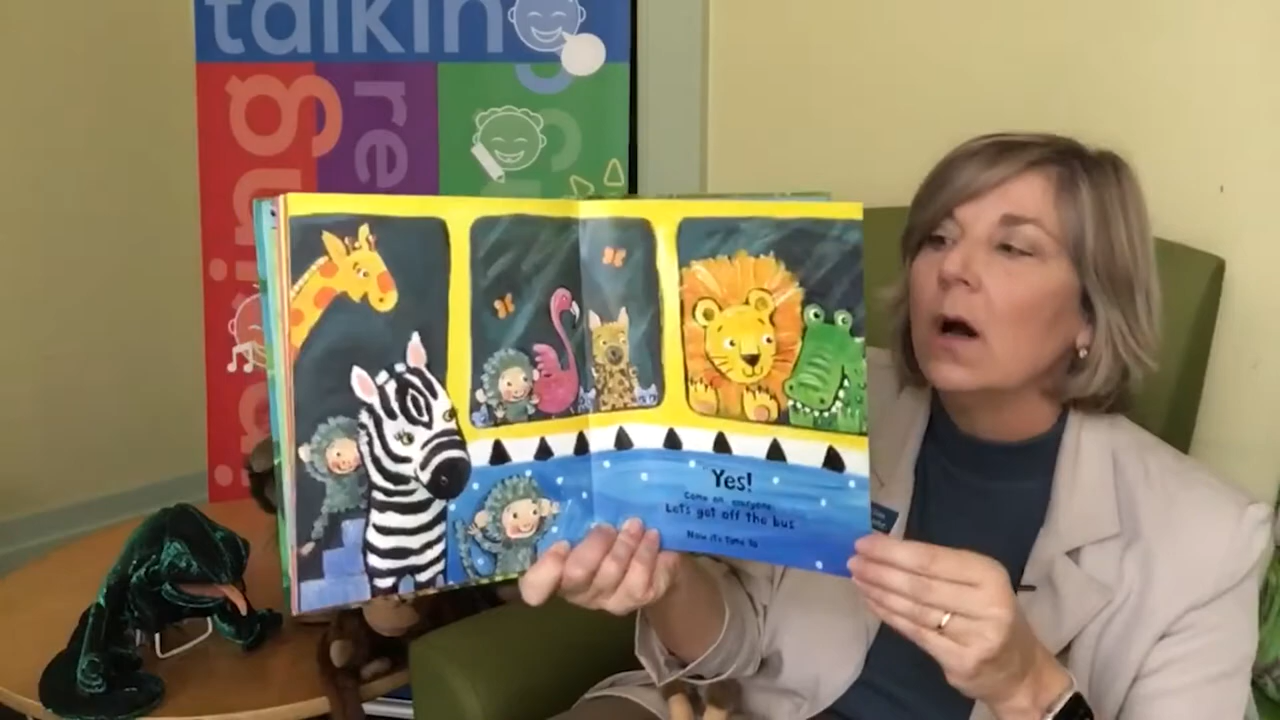 talkin
re
Yes!
Come on, everyone.
Let's get off the bus
Now it's time to